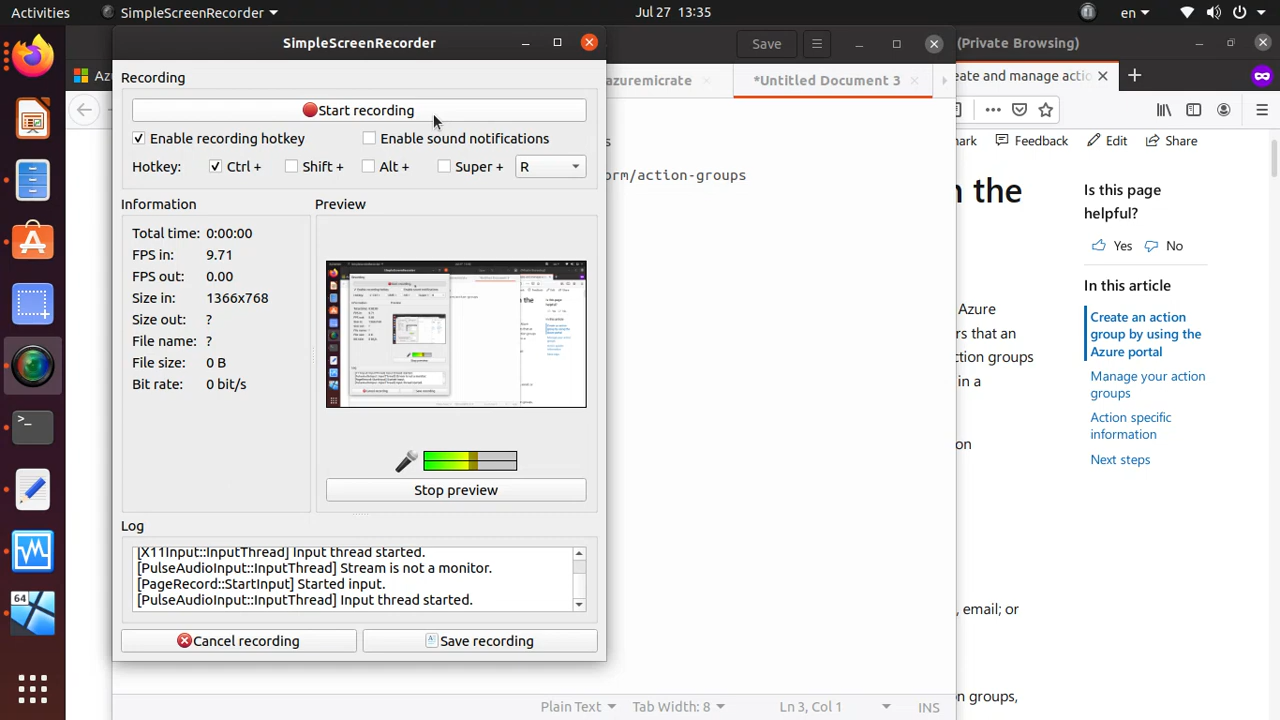 Activities
SimpleScreenRecorder
Jul 27 13:35
en
SimpleScreenRecorder
Recording
Start recording
Enable recording hotkey
Enable sound notifications
Hotkey:
Ctrl +
Shift +
Alt +
Super +
R
Information
Total time: 0:00:00
FPS in: 9.71
FPS out: 0.00
Size in: 1366x768
Size out: ?
File name: ?
File size: 0 B
Bit rate: 0 bit/s
Preview
Stop preview
Log
[X11Input::InputThread] Input thread started.
[PulseAudioInput::InputThread] Stream is not a monitor.
[PageRecord::StartInput] Started input.
[PulseAudioInput::InputThread] Input thread started.
Cancel recording
Save recording
Save
azuremicrate
*Untitled Document 3
s
orm/action-groups
Plain Text
Tab Width: 8
Ln 3, Col 1
INS
Az
(Private Browsing)
eate and manage actio
mark
Feedback
Edit
Share
n the
Azure
rs that an
ction groups
in a
on
, email; or
n groups,
Is this page
helpful?
Yes
No
In this article
Create an action
group by using the
Azure portal
Manage your action
groups
Action specific
information
Next steps
64
>_